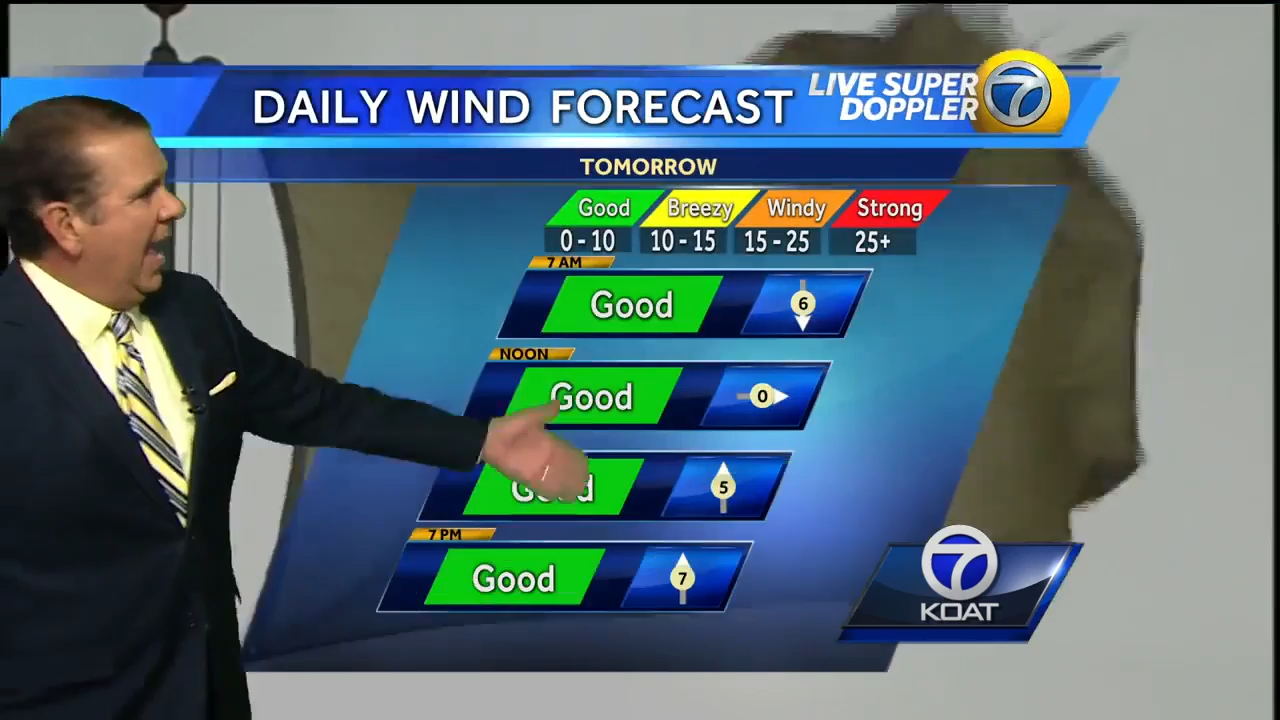 DAILY WIND FORECAST
LIVE SUPER
DOPPLER 7
TOMORROW
Good Breezy Windy Strong
0 - 10 10 - 15 15 - 25 25+
7 AM
Good 6
NOON
Good 0
Good 5
7 PM
Good 7
7
KOAT